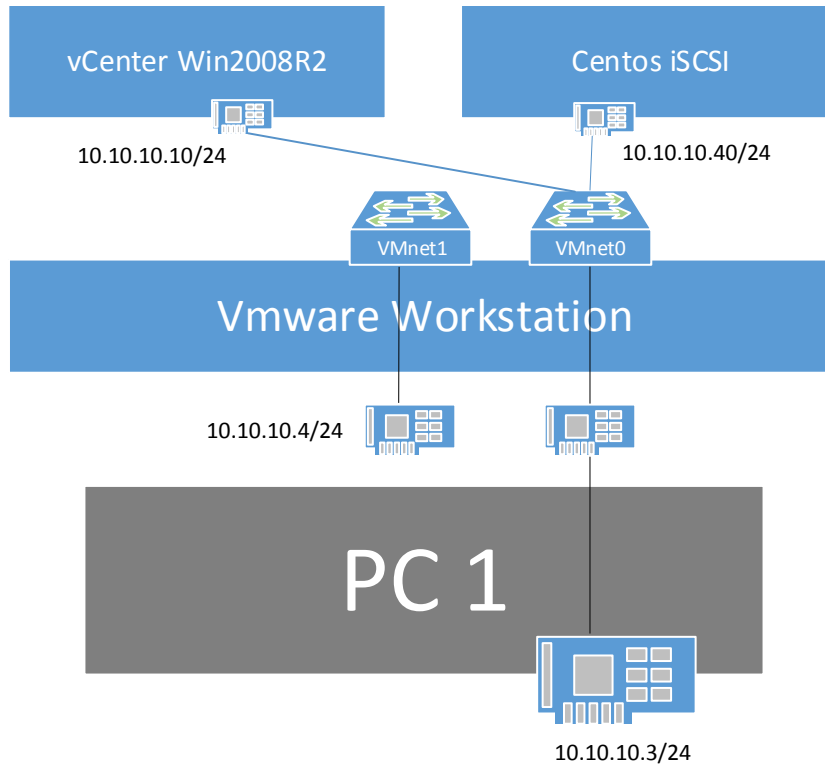 vCenter Win2008R2
Centos iSCSI
10.10.10.10/24
10.10.10.40/24
VMnet1
VMnet0
Vmware Workstation
10.10.10.4/24
PC 1
10.10.10.3/24